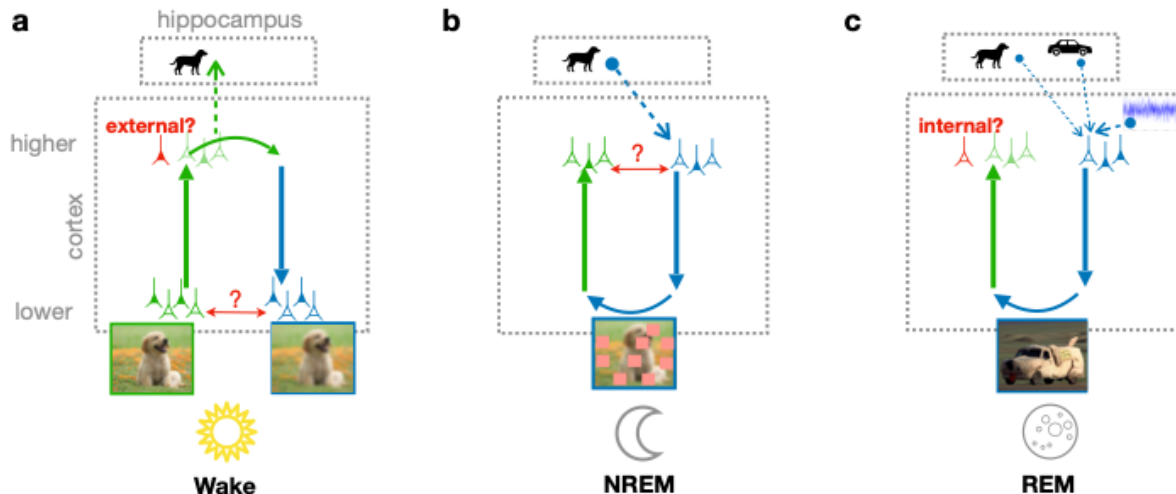 a
hippocampus
external?
higher
cortex
lower
?
Wake
b
?
NREM
c
internal?
REM